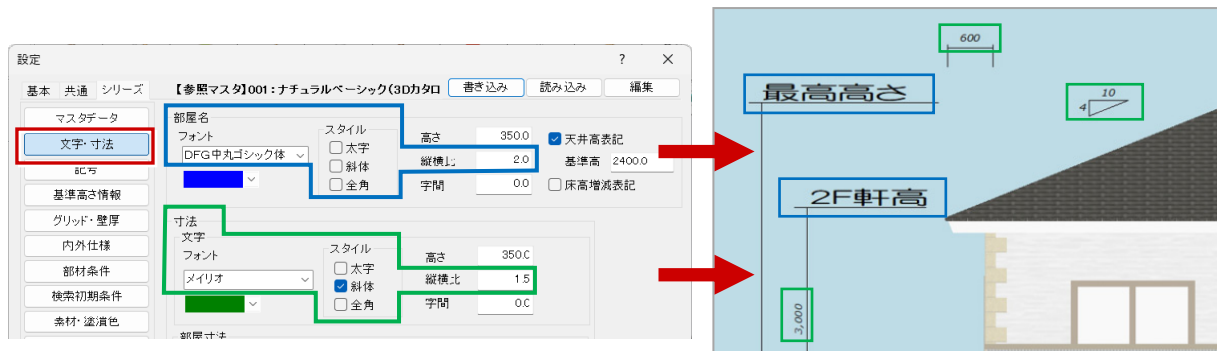 設定
? ×
基本 共通 シリーズ
【参照マスタ】001:ナチュラルベーシック(3Dカタロ
書き込み 読み込み 編集
マスタデータ
文字・寸法
記号
基準高さ情報
グリッド・壁厚
内外仕様
部材条件
検索初期条件
素材・塗潰色
部屋名
フォント
DFG中丸ゴシック体
スタイル
太字
斜体
全角
高さ 350.0
縦横比 2.0
字間 0.0
天井高表記
基準高 2400.0
床高増減表記
寸法
文字
フォント
メイリオ
スタイル
太字
斜体
全角
高さ 350.0
縦横比 1.5
字間 0.0
部屋寸法
600
最高高さ
10
4
2F軒高
3,000